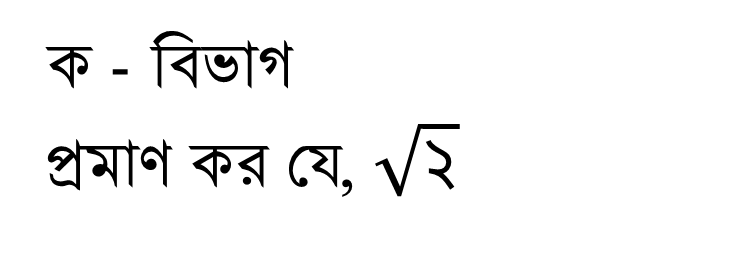 ক - বিভাগ
প্রমাণ কর যে, √২